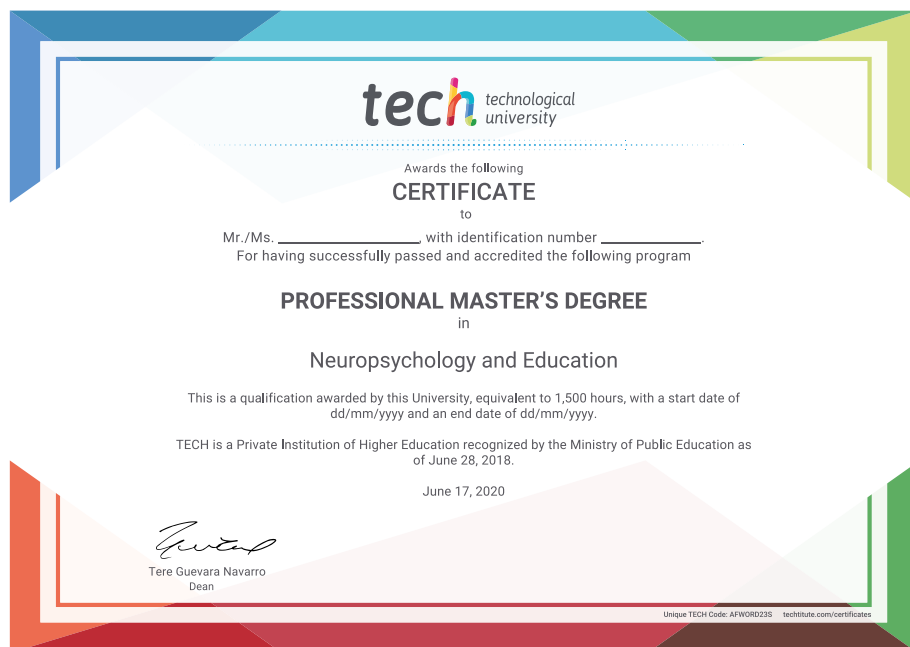 tech technological
university
Awards the following
CERTIFICATE
to
Mr./Ms. ________________, with identification number ____________.
For having successfully passed and accredited the following program
PROFESSIONAL MASTER'S DEGREE
in
Neuropsychology and Education
This is a qualification awarded by this University, equivalent to 1,500 hours, with a start date of
dd/mm/yyyy and an end date of dd/mm/yyyy.
TECH is a Private Institution of Higher Education recognized by the Ministry of Public Education as
of June 28, 2018.
June 17, 2020
Tere Guevara Navarro
Dean
Unique TECH Code: AFWORD23S techtitute.com/certificates